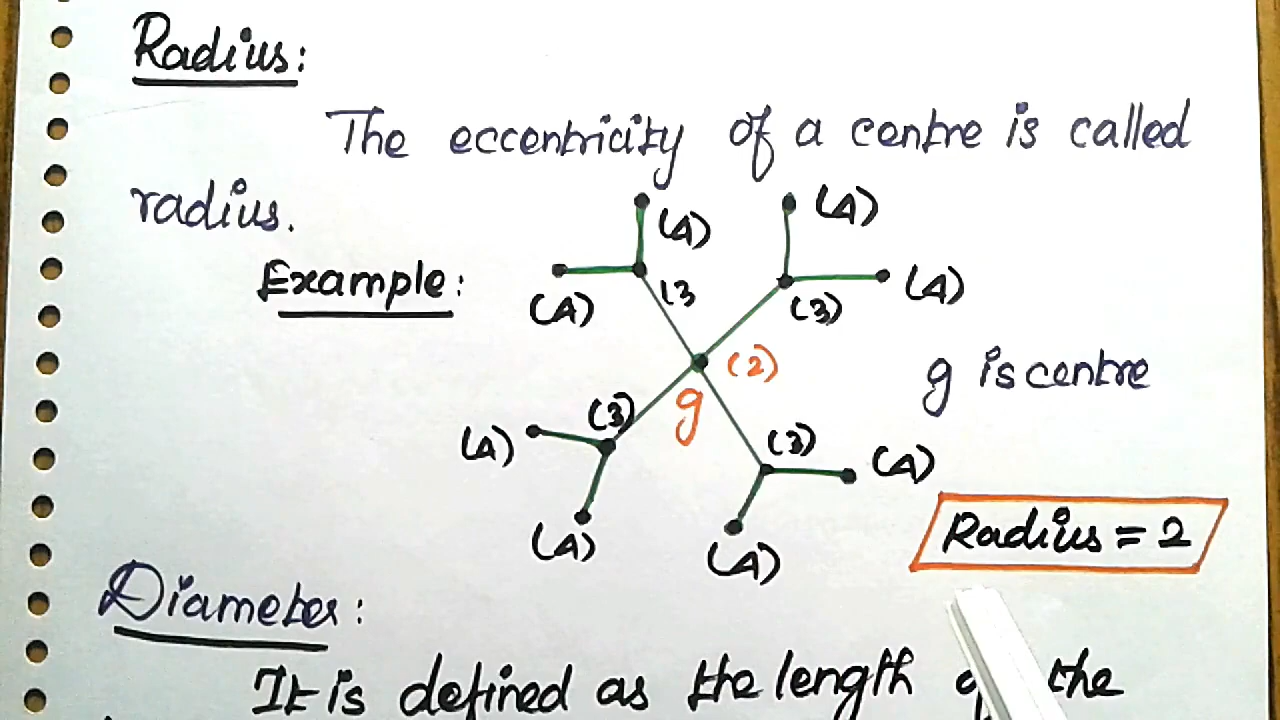 Radius:
The eccentricity of a centre is called
radius.
(4) (4)
Example:
(4) (3 (3) (4)
(2)
g is centre
g
(4) (3) (3) (4)
(4) (4)
Radius = 2
Diameter:
It is defined as the length of the